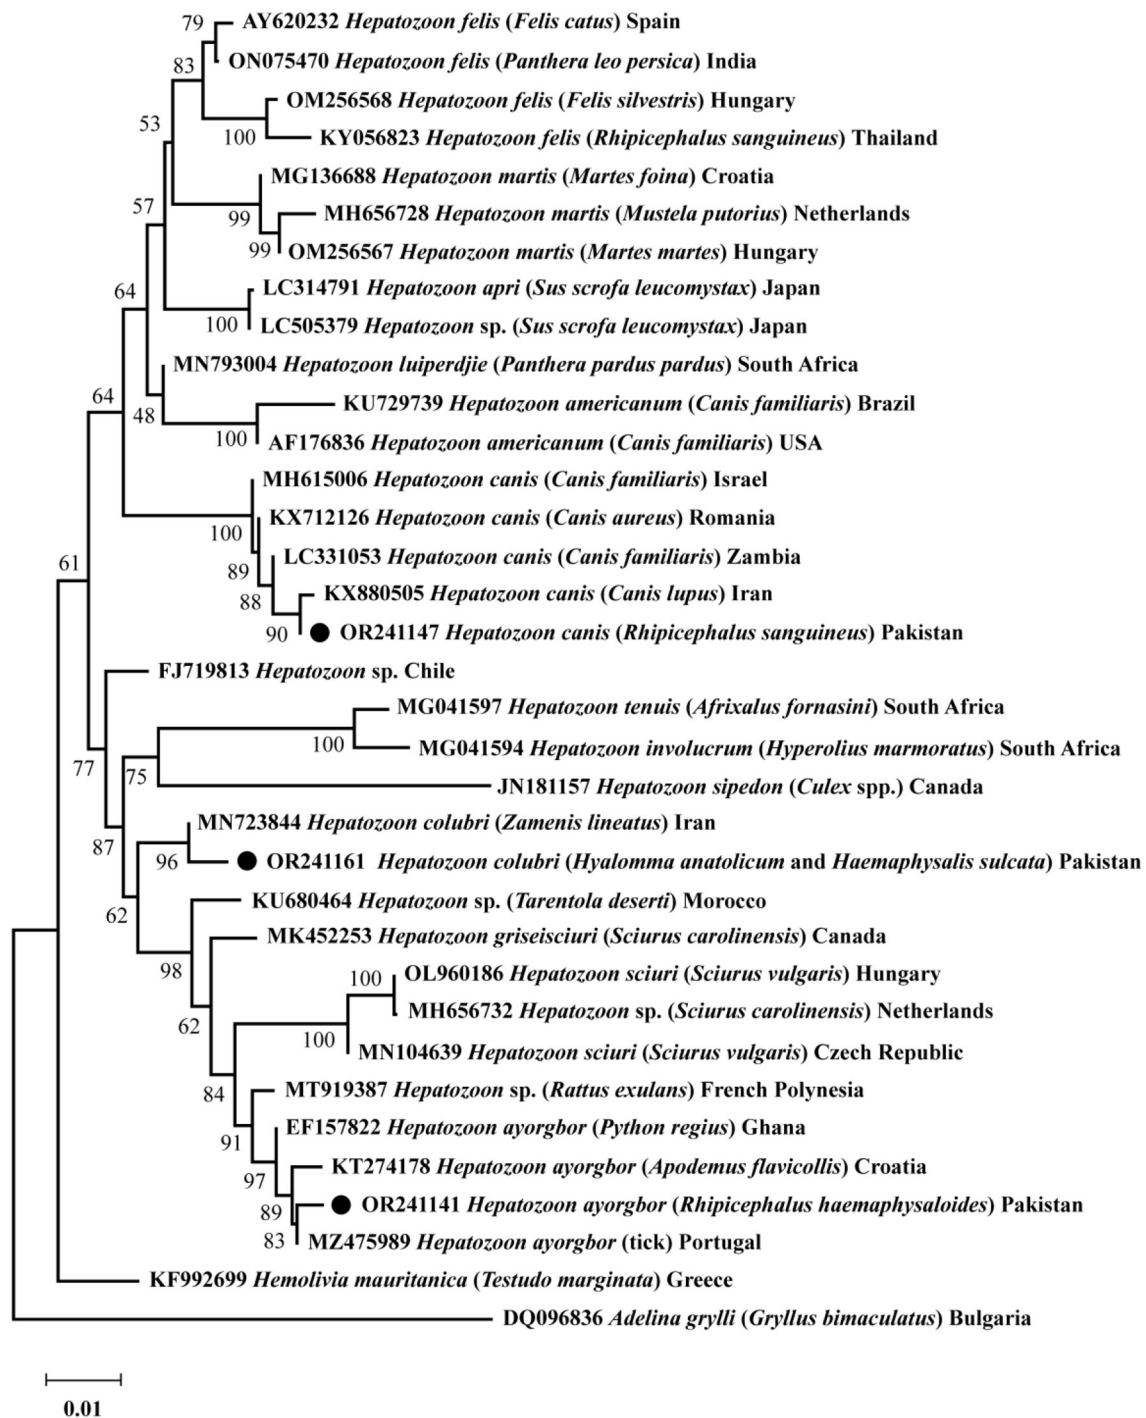 79 AY620232 Hepatozoon felis (Felis catus) Spain
ON075470 Hepatozoon felis (Panthera leo persica) India
83
OM256568 Hepatozoon felis (Felis silvestris) Hungary
53
100 KY056823 Hepatozoon felis (Rhipicephalus sanguineus) Thailand
MG136688 Hepatozoon martis (Martes foina) Croatia
57
99 MH656728 Hepatozoon martis (Mustela putorius) Netherlands
99 OM256567 Hepatozoon martis (Martes martes) Hungary
64
LC314791 Hepatozoon apri (Sus scrofa leucomystax) Japan
100 LC505379 Hepatozoon sp. (Sus scrofa leucomystax) Japan
MN793004 Hepatozoon luiperdjie (Panthera pardus pardus) South Africa
64
48 KU729739 Hepatozoon americanum (Canis familiaris) Brazil
100 AF176836 Hepatozoon americanum (Canis familiaris) USA
MH615006 Hepatozoon canis (Canis familiaris) Israel
KX712126 Hepatozoon canis (Canis aureus) Romania
100
LC331053 Hepatozoon canis (Canis familiaris) Zambia
61
89
KX880505 Hepatozoon canis (Canis lupus) Iran
88
90 OR241147 Hepatozoon canis (Rhipicephalus sanguineus) Pakistan
FJ719813 Hepatozoon sp. Chile
MG041597 Hepatozoon tenuis (Afrixalus fornasini) South Africa
100 MG041594 Hepatozoon involucrum (Hyperolius marmoratus) South Africa
77
75 JN181157 Hepatozoon sipedon (Culex spp.) Canada
MN723844 Hepatozoon colubri (Zamenis lineatus) Iran
87
96 OR241161 Hepatozoon colubri (Hyalomma anatolicum and Haemaphysalis sulcata) Pakistan
KU680464 Hepatozoon sp. (Tarentola deserti) Morocco
62
MK452253 Hepatozoon griseisciuri (Sciurus carolinensis) Canada
98
100 OL960186 Hepatozoon sciuri (Sciurus vulgaris) Hungary
MH656732 Hepatozoon sp. (Sciurus carolinensis) Netherlands
62
100 MN104639 Hepatozoon sciuri (Sciurus vulgaris) Czech Republic
84
MT919387 Hepatozoon sp. (Rattus exulans) French Polynesia
EF157822 Hepatozoon ayorgbor (Python regius) Ghana
91
KT274178 Hepatozoon ayorgbor (Apodemus flavicollis) Croatia
97
OR241141 Hepatozoon ayorgbor (Rhipicephalus haemaphysaloides) Pakistan
89
83 MZ475989 Hepatozoon ayorgbor (tick) Portugal
KF992699 Hemolivia mauritanica (Testudo marginata) Greece
DQ096836 Adelina grylli (Gryllus bimaculatus) Bulgaria
0.01